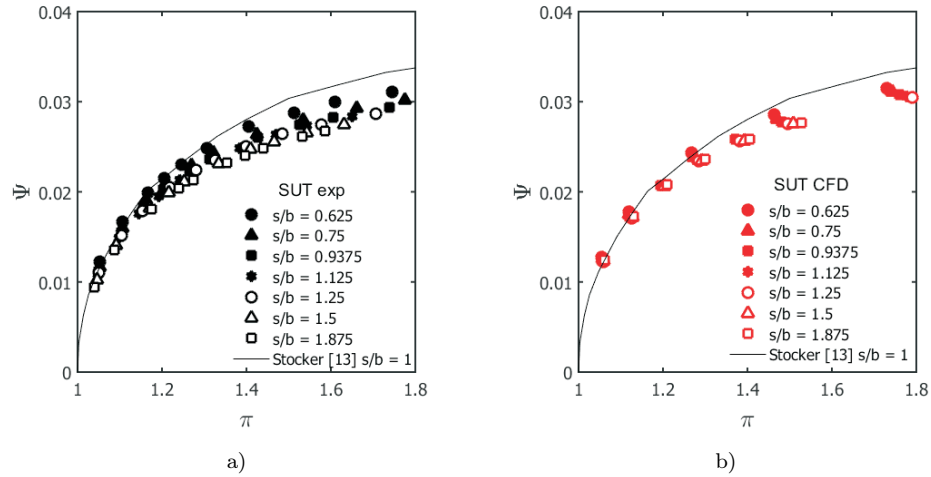 0.04
0.03
0.02
0.01
0
Ψ
1
1.2
1.4
1.6
1.8
π
SUT exp
s/b = 0.625
s/b = 0.75
s/b = 0.9375
s/b = 1.125
s/b = 1.25
s/b = 1.5
s/b = 1.875
Stocker [13] s/b = 1
a)
0.04
0.03
0.02
0.01
0
Ψ
1
1.2
1.4
1.6
1.8
π
SUT CFD
s/b = 0.625
s/b = 0.75
s/b = 0.9375
s/b = 1.125
s/b = 1.25
s/b = 1.5
s/b = 1.875
Stocker [13] s/b = 1
b)